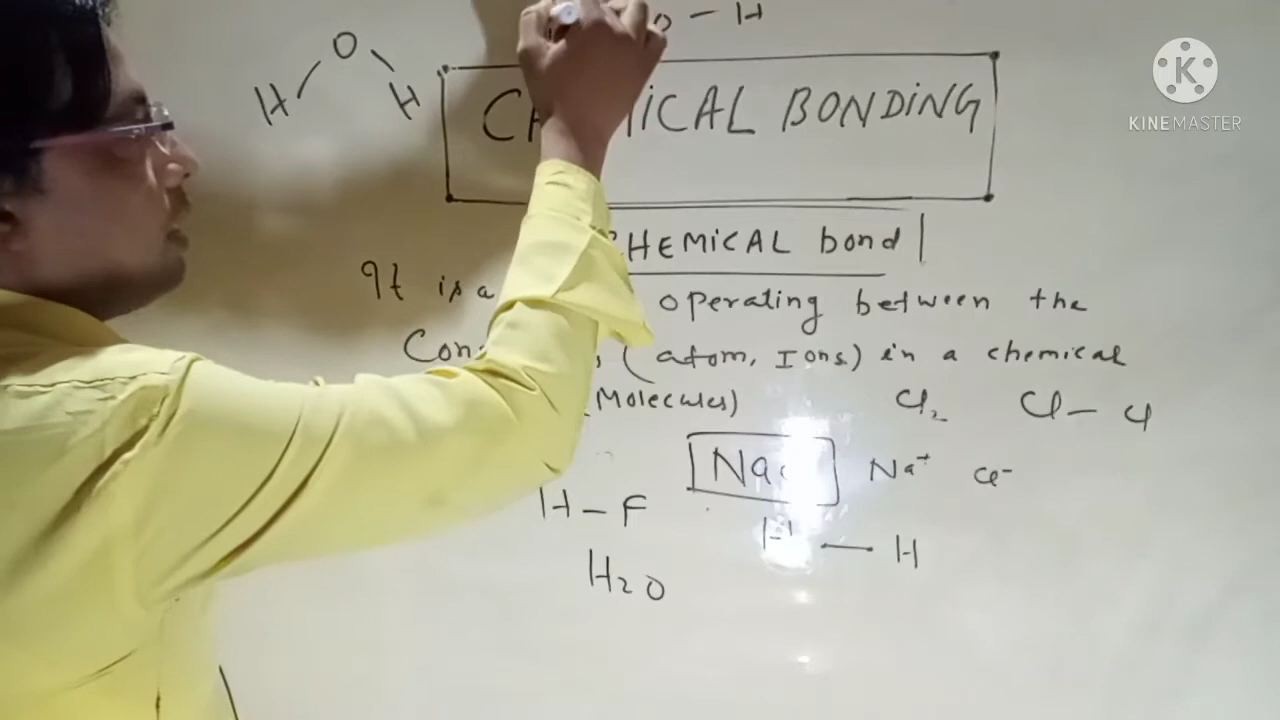 O – H
O
H H
CHEMICAL BONDING
CHEMICAL bond
It is a operating between the
(atom, Ions) in a chemical
(Molecules) Cl₂ Cl – Cl
Na⁺ Cl⁻
H – F
H — H
H₂O
K
KINEMASTER